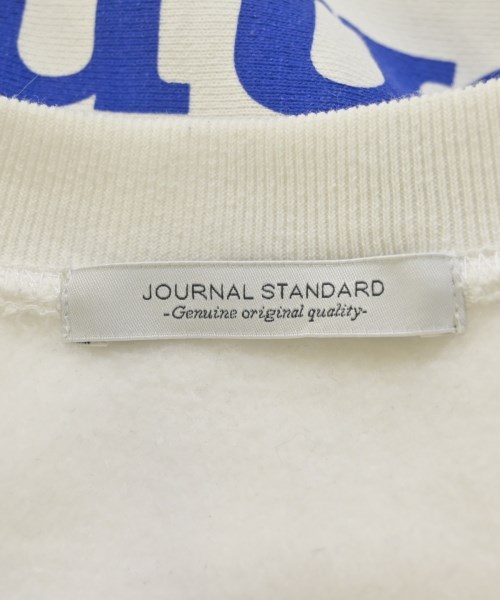 JOURNAL STANDARD
-Genuine original quality-